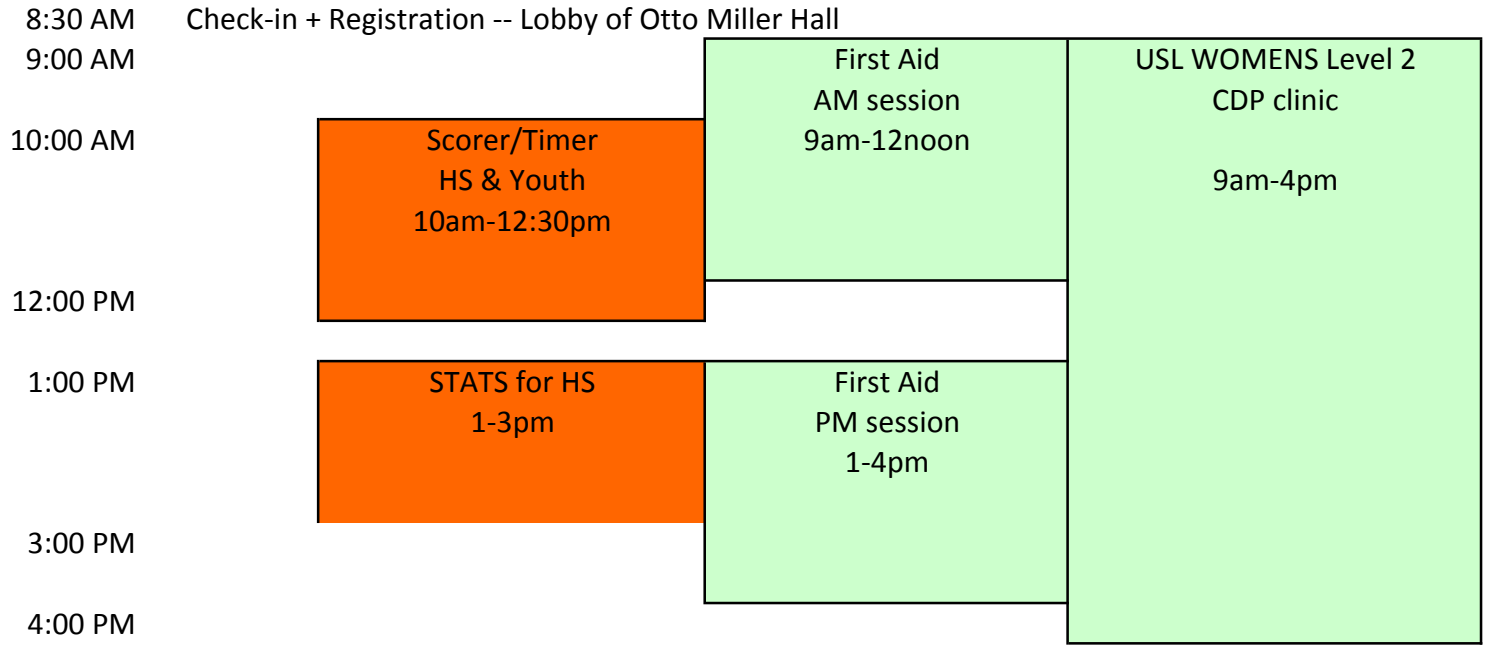 8:30 AM Check-in + Registration -- Lobby of Otto Miller Hall
9:00 AM First Aid USL WOMENS Level 2
AM session CDP clinic
10:00 AM Scorer/Timer 9am-12noon
HS & Youth 9am-4pm
10am-12:30pm
12:00 PM
1:00 PM STATS for HS First Aid
1-3pm PM session
1-4pm
3:00 PM
4:00 PM